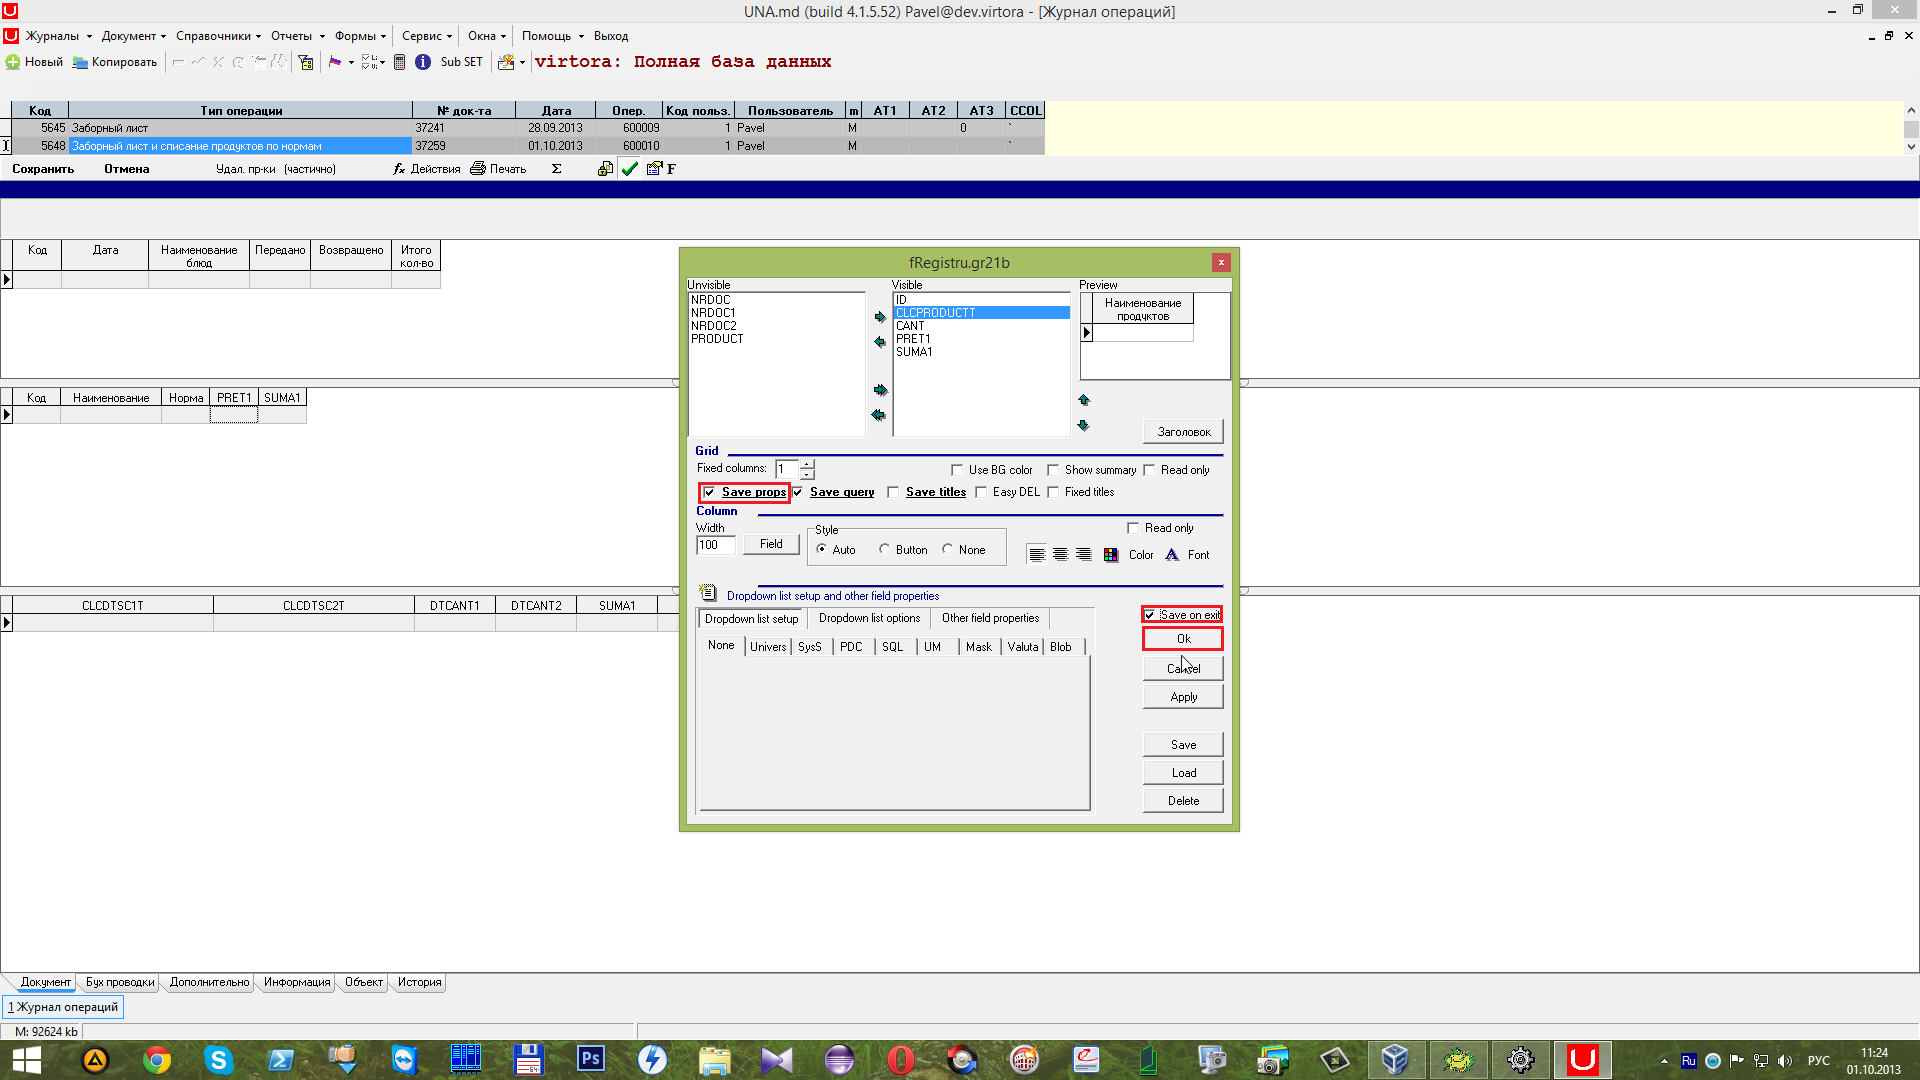 UNA.md (build 4.1.5.52) Pavel@dev.virtora - [Журнал операций]
Журналы Документ Справочники Отчеты Формы Сервис Окна Помощь Выход
Новый Копировать Sub SET virtora: Полная база данных
Код Тип операции № док-та Дата Опер. Код польз. Пользователь m AT1 AT2 AT3 CCOL
5645 Заборный лист 37241 28.09.2013 600009 1 Pavel M 0 `
5648 Заборный лист и списание продуктов по нормам 37259 01.10.2013 600010 1 Pavel M `
Сохранить Отмена Удал. пр-ки (частично) fx Действия Печать Σ F
Код Дата Наименование блюд Передано Возвращено Итого кол-во
Код Наименование Норма PRET1 SUMA1
CLCDTSC1T CLCDTSC2T DTCANT1 DTCANT2 SUMA1
fRegistru.gr21b
x
Unvisible Visible Preview
NRDOC
NRDOC1
NRDOC2
PRODUCT
ID
CLCPRODUCTT
CANT
PRET1
SUMA1
Наименование
продуктов
Заголовок
Grid
Fixed columns: 1 Use BG color Show summary Read only
Save props Save query Save titles Easy DEL Fixed titles
Column
Width Style Read only
100 Field Auto Button None Color Font
Dropdown list setup and other field properties
Dropdown list setup Dropdown list options Other field properties
None Univers SysS PDC SQL UM Mask Valuta Blob
Save on exit
Ok
Cancel
Apply
Save
Load
Delete
Документ Бух проводки Дополнительно Информация Объект История
1 Журнал операций
M: 92624 kb
Ps
64
Ru РУС 11:24
01.10.2013